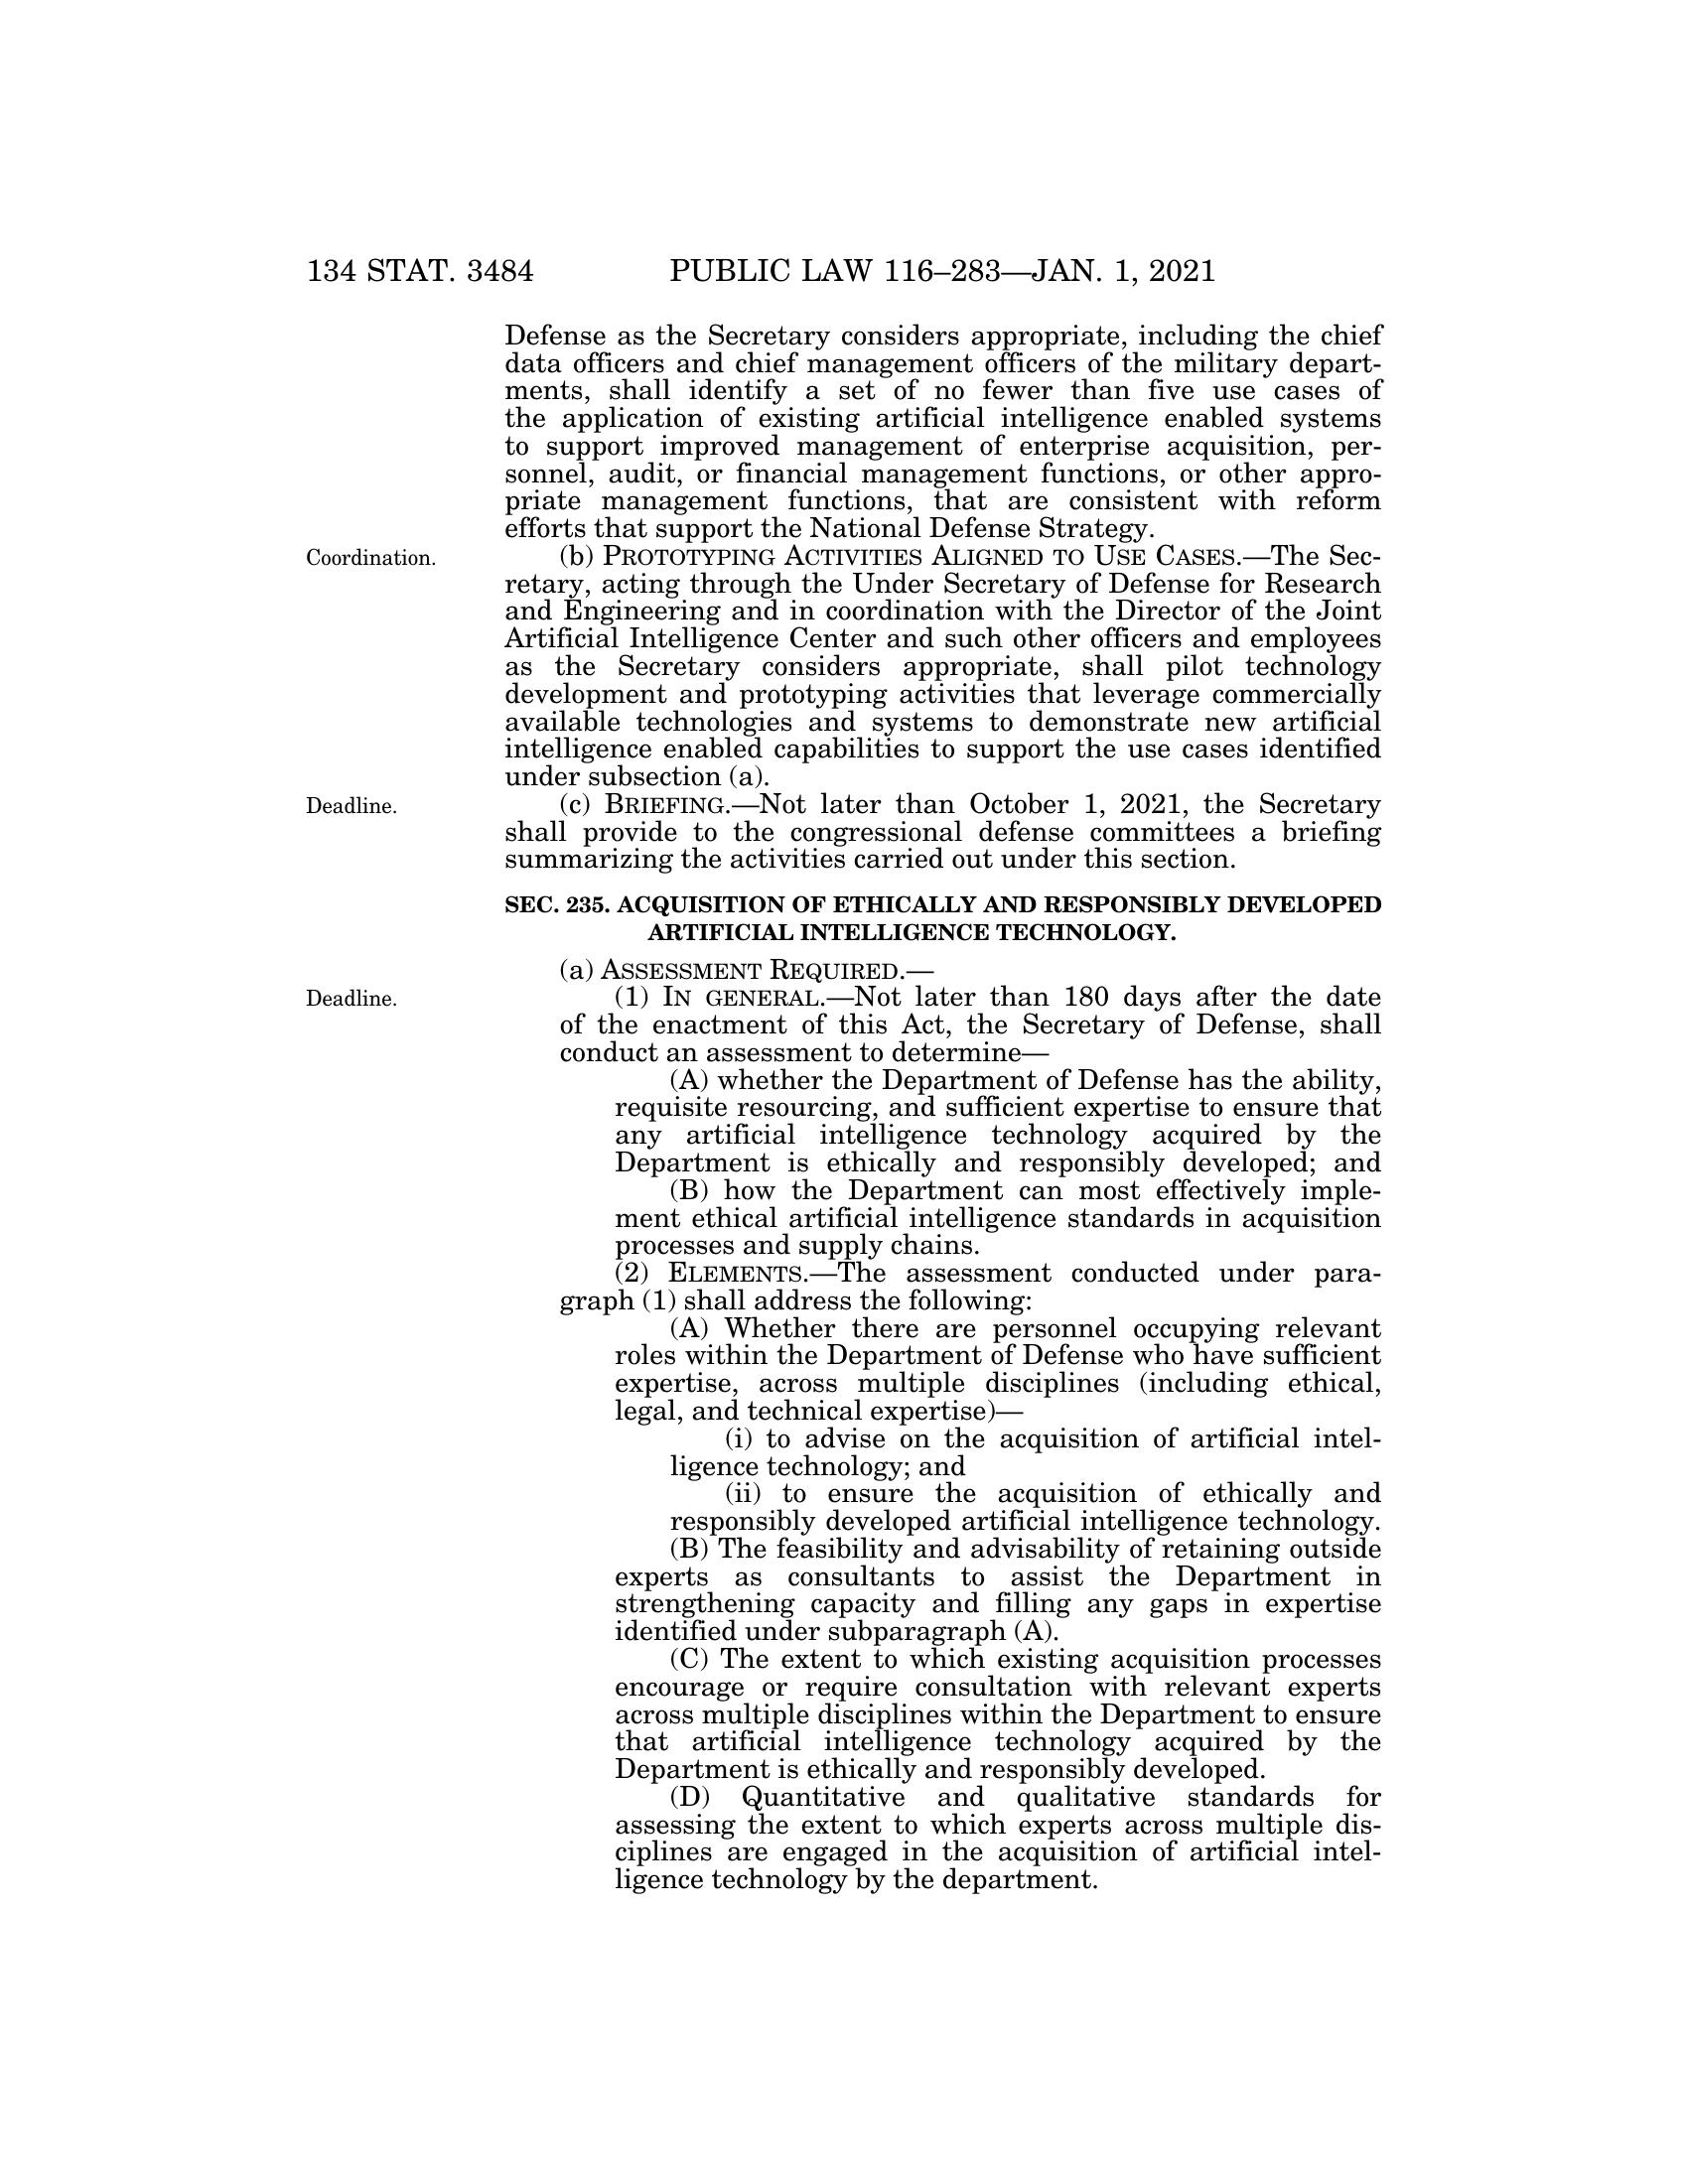 134 STAT. 3484
PUBLIC LAW 116–283—JAN. 1, 2021
Defense as the Secretary considers appropriate, including the chief
data officers and chief management officers of the military depart-
ments, shall identify a set of no fewer than five use cases of
the application of existing artificial intelligence enabled systems
to support improved management of enterprise acquisition, per-
sonnel, audit, or financial management functions, or other appro-
priate management functions, that are consistent with reform
efforts that support the National Defense Strategy.
Coordination.
(b) PROTOTYPING ACTIVITIES ALIGNED TO USE CASES.—The Sec-
retary, acting through the Under Secretary of Defense for Research
and Engineering and in coordination with the Director of the Joint
Artificial Intelligence Center and such other officers and employees
as the Secretary considers appropriate, shall pilot technology
development and prototyping activities that leverage commercially
available technologies and systems to demonstrate new artificial
intelligence enabled capabilities to support the use cases identified
under subsection (a).
Deadline.
(c) BRIEFING.—Not later than October 1, 2021, the Secretary
shall provide to the congressional defense committees a briefing
summarizing the activities carried out under this section.
SEC. 235. ACQUISITION OF ETHICALLY AND RESPONSIBLY DEVELOPED
ARTIFICIAL INTELLIGENCE TECHNOLOGY.
(a) ASSESSMENT REQUIRED.—
Deadline.
(1) IN GENERAL.—Not later than 180 days after the date
of the enactment of this Act, the Secretary of Defense, shall
conduct an assessment to determine—
(A) whether the Department of Defense has the ability,
requisite resourcing, and sufficient expertise to ensure that
any artificial intelligence technology acquired by the
Department is ethically and responsibly developed; and
(B) how the Department can most effectively imple-
ment ethical artificial intelligence standards in acquisition
processes and supply chains.
(2) ELEMENTS.—The assessment conducted under para-
graph (1) shall address the following:
(A) Whether there are personnel occupying relevant
roles within the Department of Defense who have sufficient
expertise, across multiple disciplines (including ethical,
legal, and technical expertise)—
(i) to advise on the acquisition of artificial intel-
ligence technology; and
(ii) to ensure the acquisition of ethically and
responsibly developed artificial intelligence technology.
(B) The feasibility and advisability of retaining outside
experts as consultants to assist the Department in
strengthening capacity and filling any gaps in expertise
identified under subparagraph (A).
(C) The extent to which existing acquisition processes
encourage or require consultation with relevant experts
across multiple disciplines within the Department to ensure
that artificial intelligence technology acquired by the
Department is ethically and responsibly developed.
(D) Quantitative and qualitative standards for
assessing the extent to which experts across multiple dis-
ciplines are engaged in the acquisition of artificial intel-
ligence technology by the department.